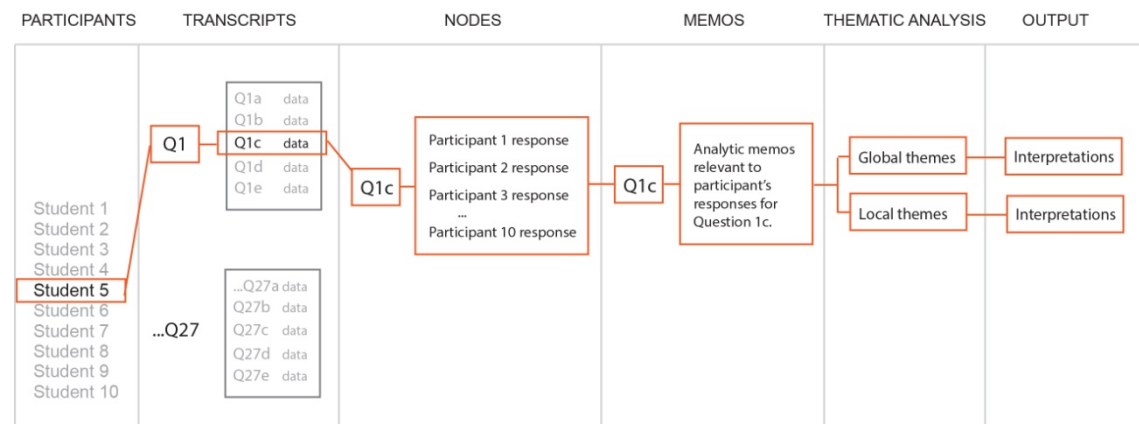 PARTICIPANTS
TRANSCRIPTS
NODES
MEMOS
THEMATIC ANALYSIS
OUTPUT
Student 1
Student 2
Student 3
Student 4
Student 5
Student 6
Student 7
Student 8
Student 9
Student 10
Q1
Q1a data
Q1b data
Q1c data
Q1d data
Q1e data
...Q27
...Q27a data
Q27b data
Q27c data
Q27d data
Q27e data
Q1c
Participant 1 response
Participant 2 response
Participant 3 response
...
Participant 10 response
Q1c
Analytic memos
relevant to
participant's
responses for
Question 1c.
Global themes
Local themes
Interpretations
Interpretations